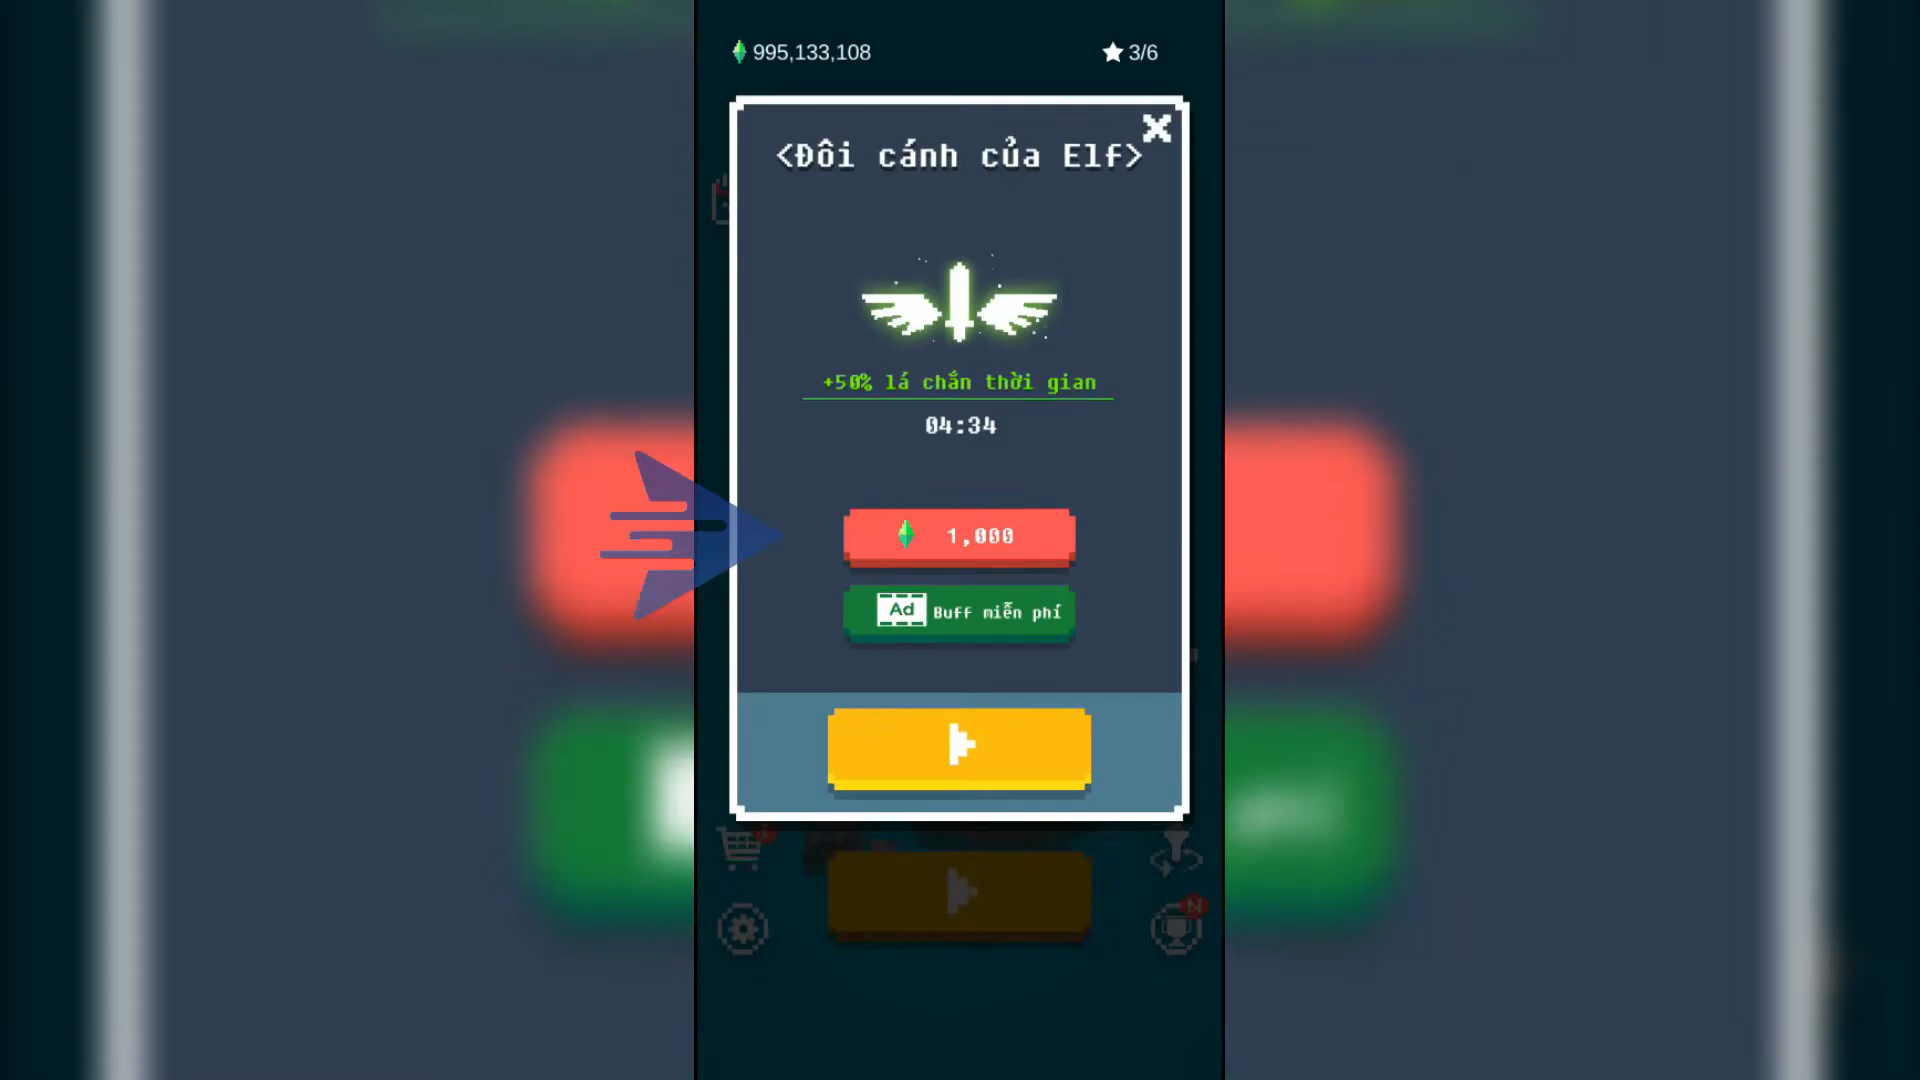 995,133,108
3/6
<Đôi cánh của Elf>
+50% lá chắn thời gian
04:34
1,000
Ad Buff miễn phí
N